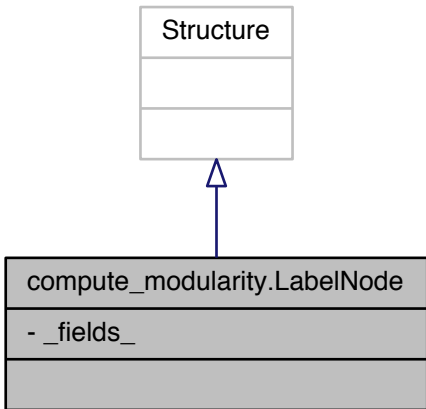 Structure
compute_modularity.LabelNode
- _fields_